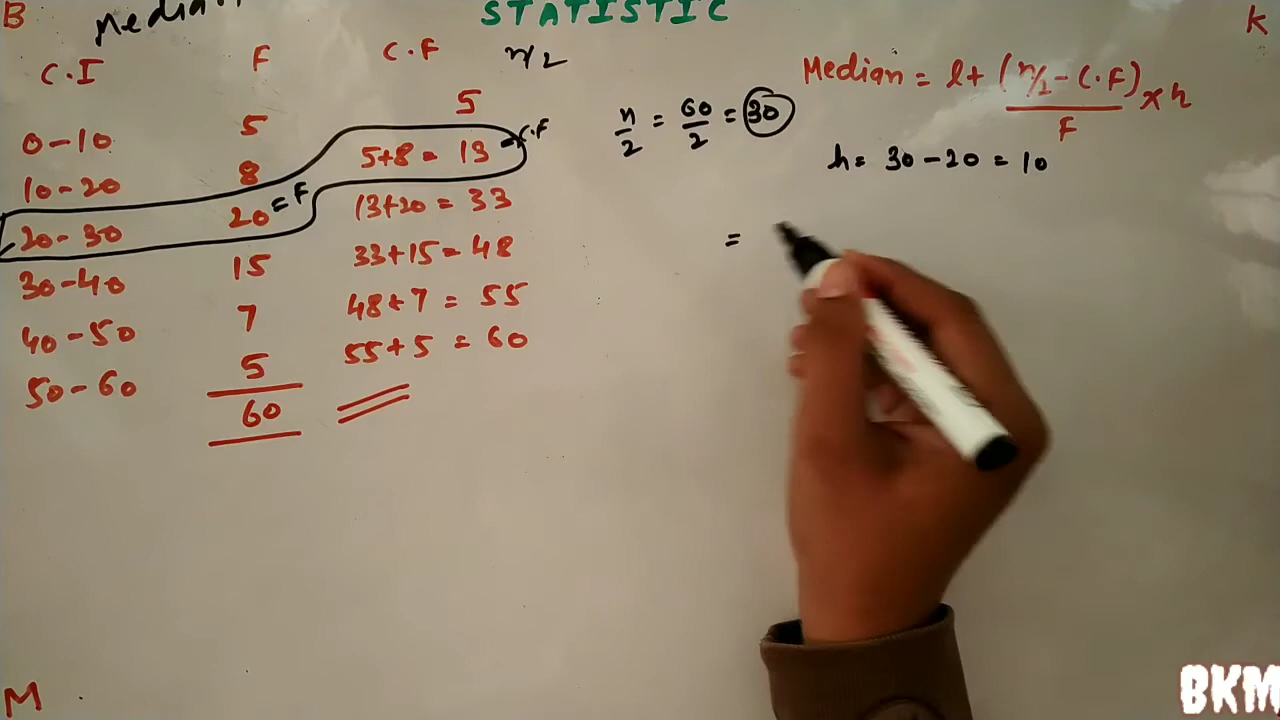 B
STATISTIC
K
Median
C.I F C.F n/2
0-10 5 5
10-20 8 5+8= 13 C.F
20-30 20 = F 13+20 = 33
30-40 15 33+15=48
40-50 7 48+7 = 55
50-60 5 55+5 = 60
60
n/2 = 60/2 = 30
Median = l+ (n/2-C.F)/F × h
h= 30-20 = 10
=
M
BKM